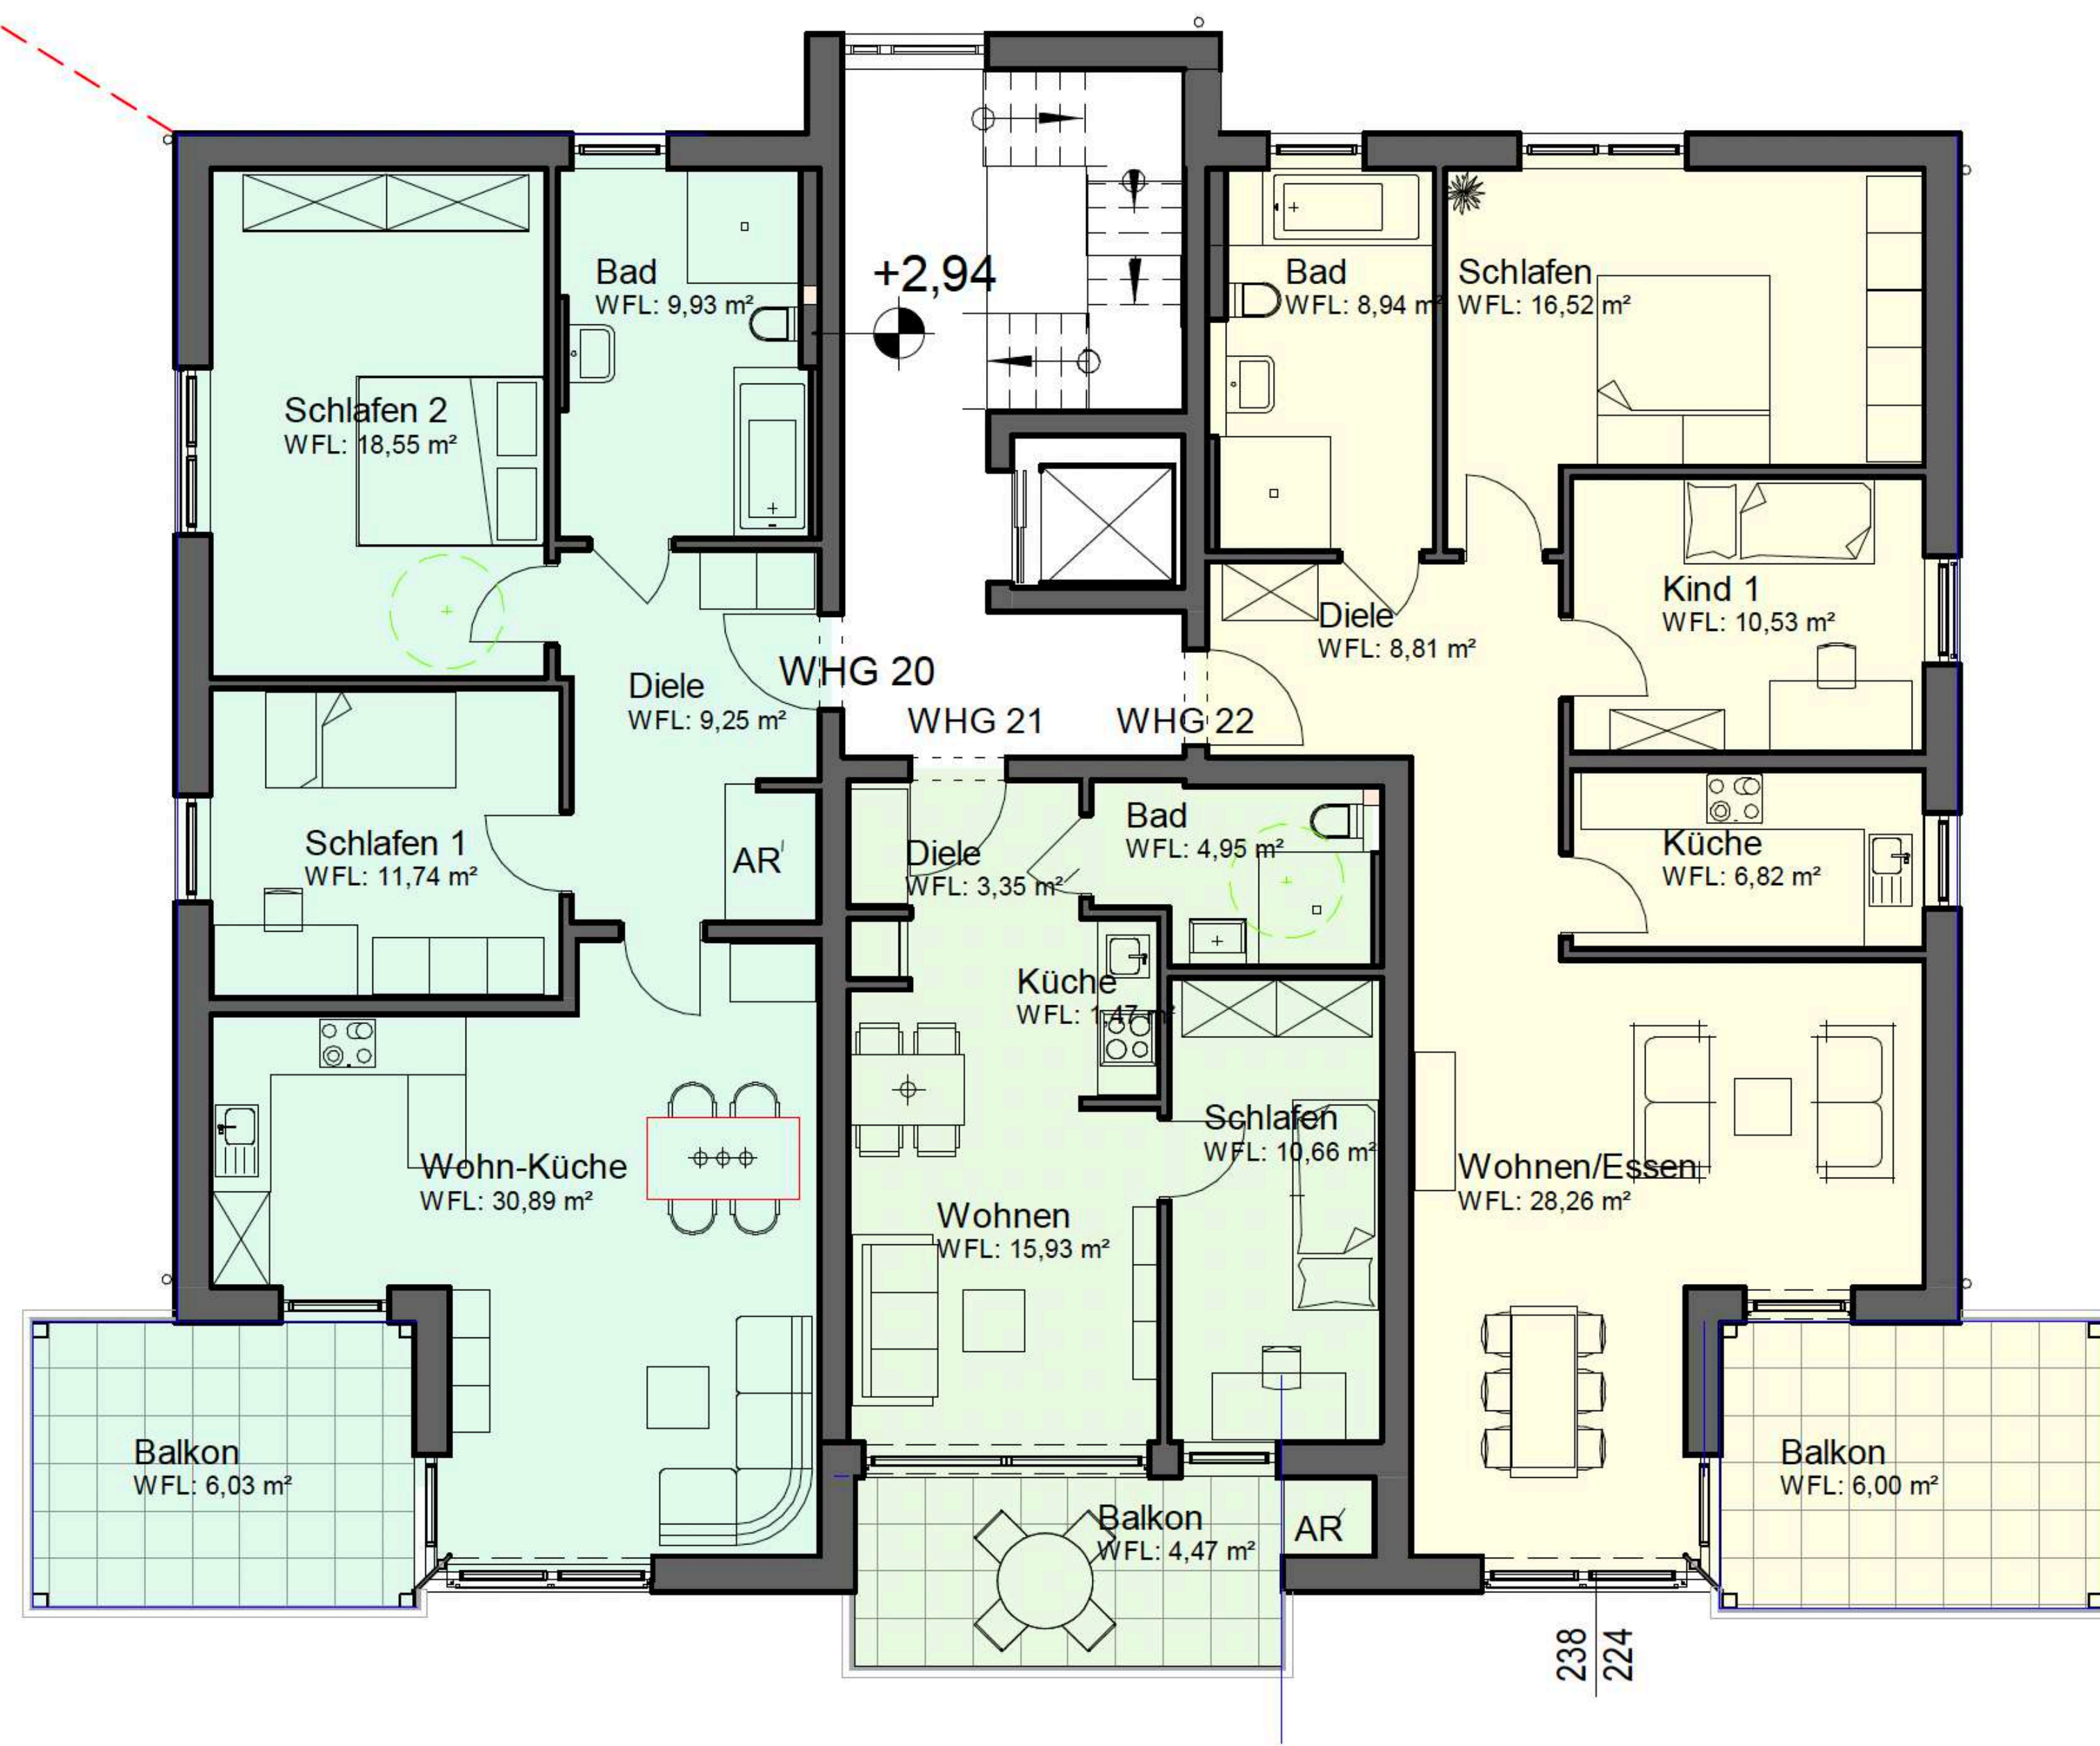 +2,94
Bad
WFL: 9,93 m²
Bad
WFL: 8,94 m²
Schlafen
WFL: 16,52 m²
Schlafen 2
WFL: 18,55 m²
Kind 1
WFL: 10,53 m²
Diele
WFL: 8,81 m²
WHG 20
Diele
WFL: 9,25 m²
WHG 21
WHG 22
Schlafen 1
WFL: 11,74 m²
AR
Diele
WFL: 3,35 m²
Bad
WFL: 4,95 m²
Küche
WFL: 6,82 m²
Küche
WFL: 1,47 m²
Schlafen
WFL: 10,66 m²
Wohn-Küche
WFL: 30,89 m²
Wohnen
WFL: 15,93 m²
Wohnen/Essen
WFL: 28,26 m²
Balkon
WFL: 6,03 m²
Balkon
WFL: 4,47 m²
AR
Balkon
WFL: 6,00 m²
238
224